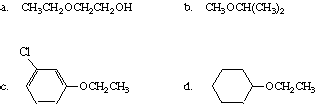 a. CH₃CH₂OCH₂CH₂OH b. CH₃OCH(CH₃)₂
Cl
c. OCH₂CH₃ d. OCH₂CH₃